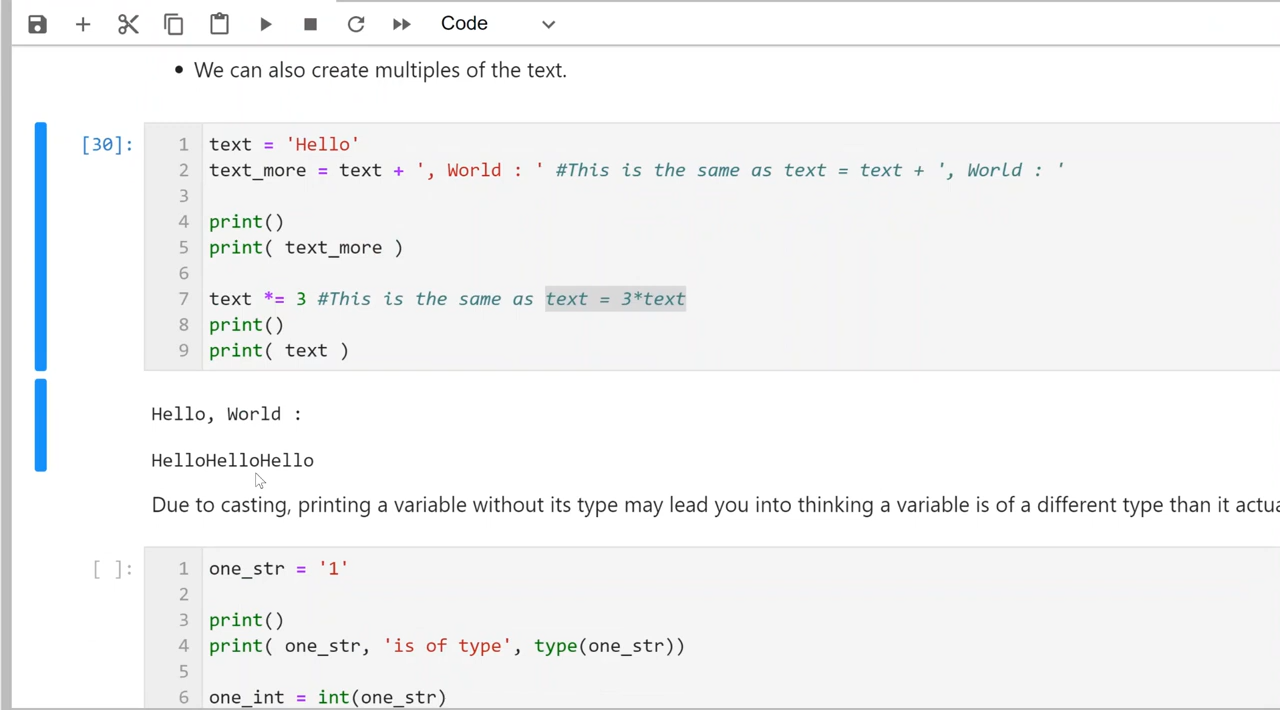 Code
• We can also create multiples of the text.
[30]:
1 text = 'Hello'
2 text_more = text + ', World : ' #This is the same as text = text + ', World : '
3
4 print()
5 print( text_more )
6
7 text *= 3 #This is the same as text = 3*text
8 print()
9 print( text )
Hello, World :
HelloHelloHello
Due to casting, printing a variable without its type may lead you into thinking a variable is of a different type than it actua
[ ]:
1 one_str = '1'
2
3 print()
4 print( one_str, 'is of type', type(one_str))
5
6 one_int = int(one_str)